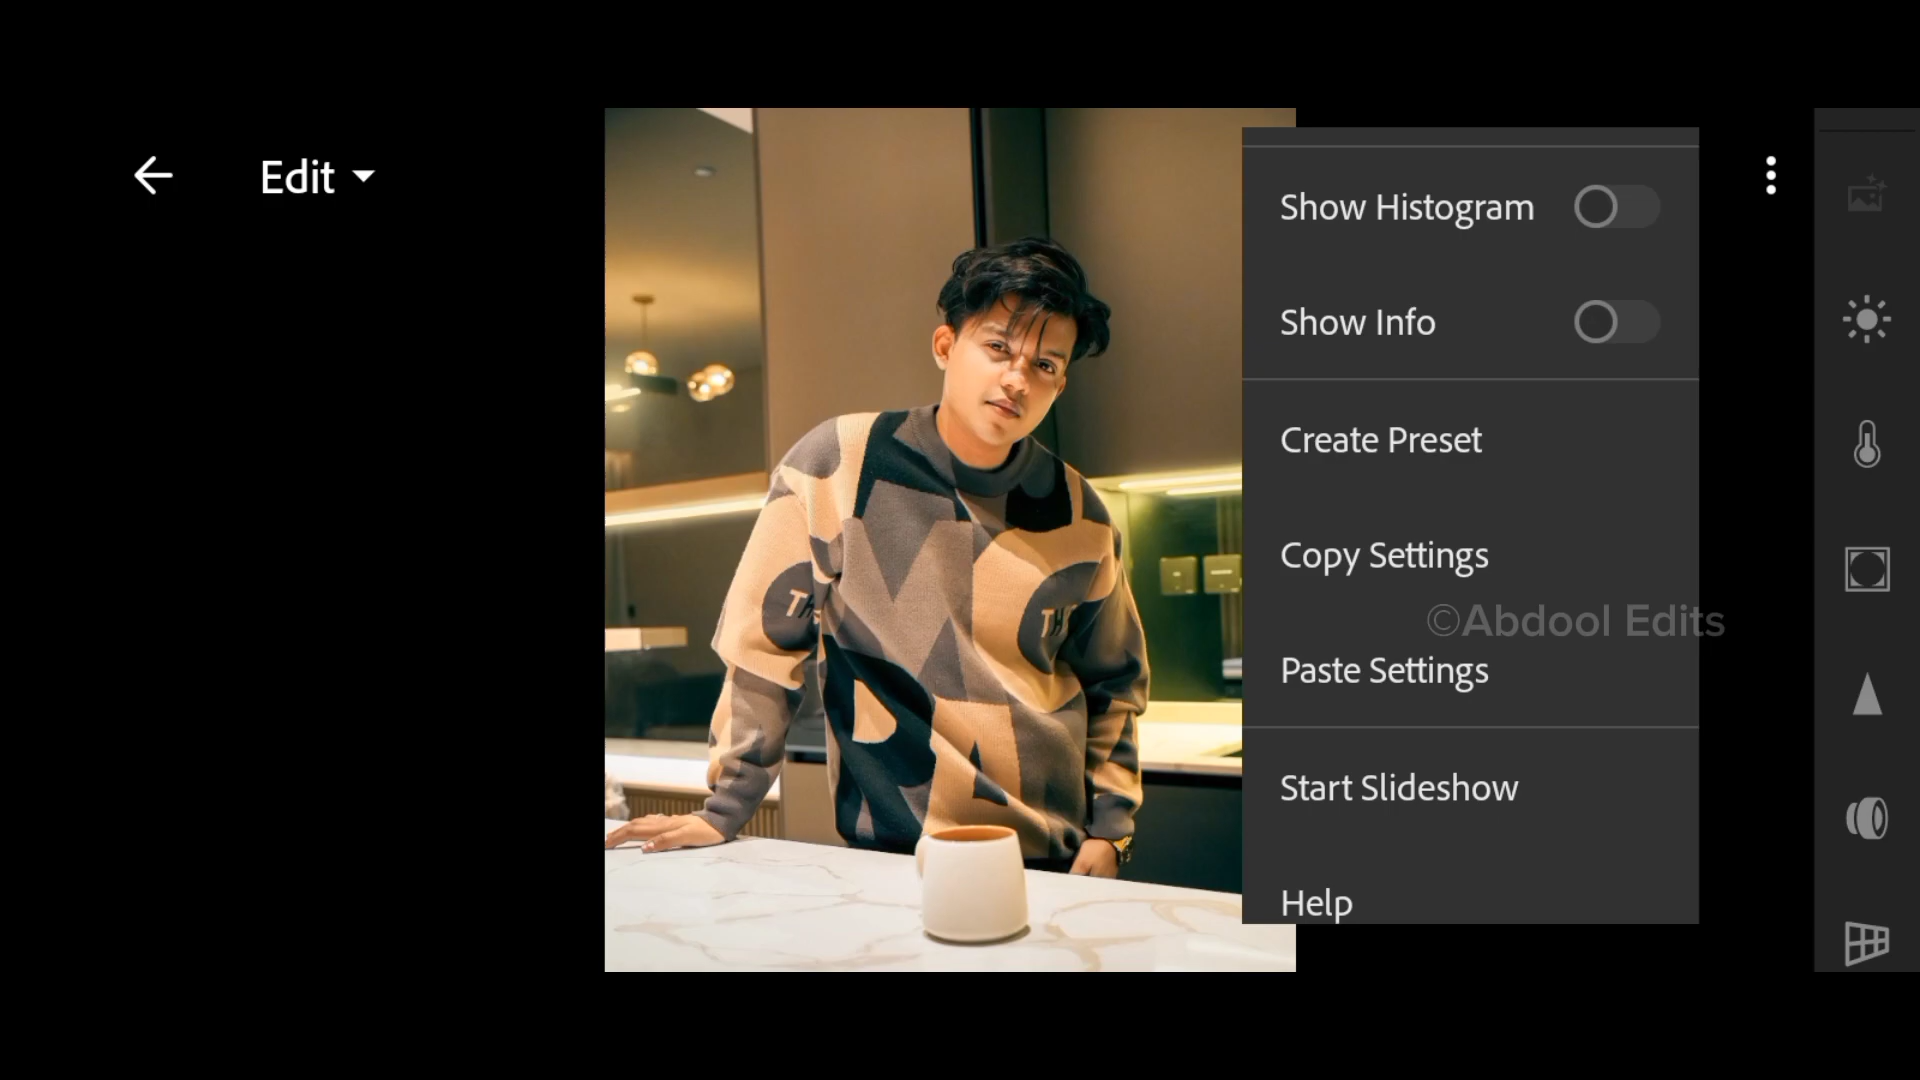 Edit
Show Histogram
Show Info
Create Preset
Copy Settings
©Abdool Edits
Paste Settings
Start Slideshow
Help